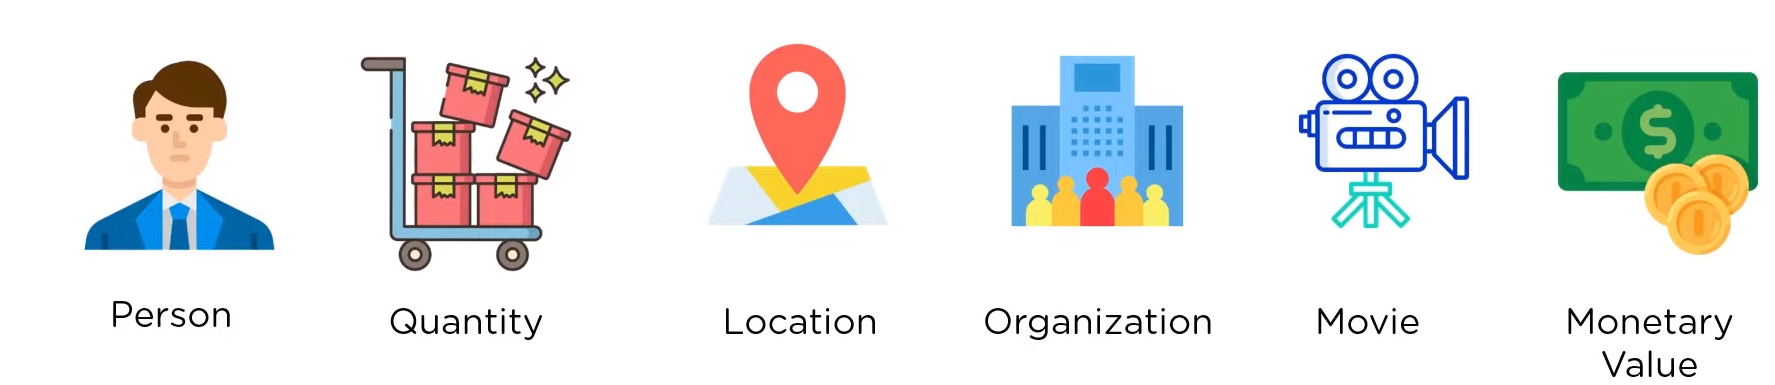 Person
Quantity
Location
Organization
Movie
Monetary
Value